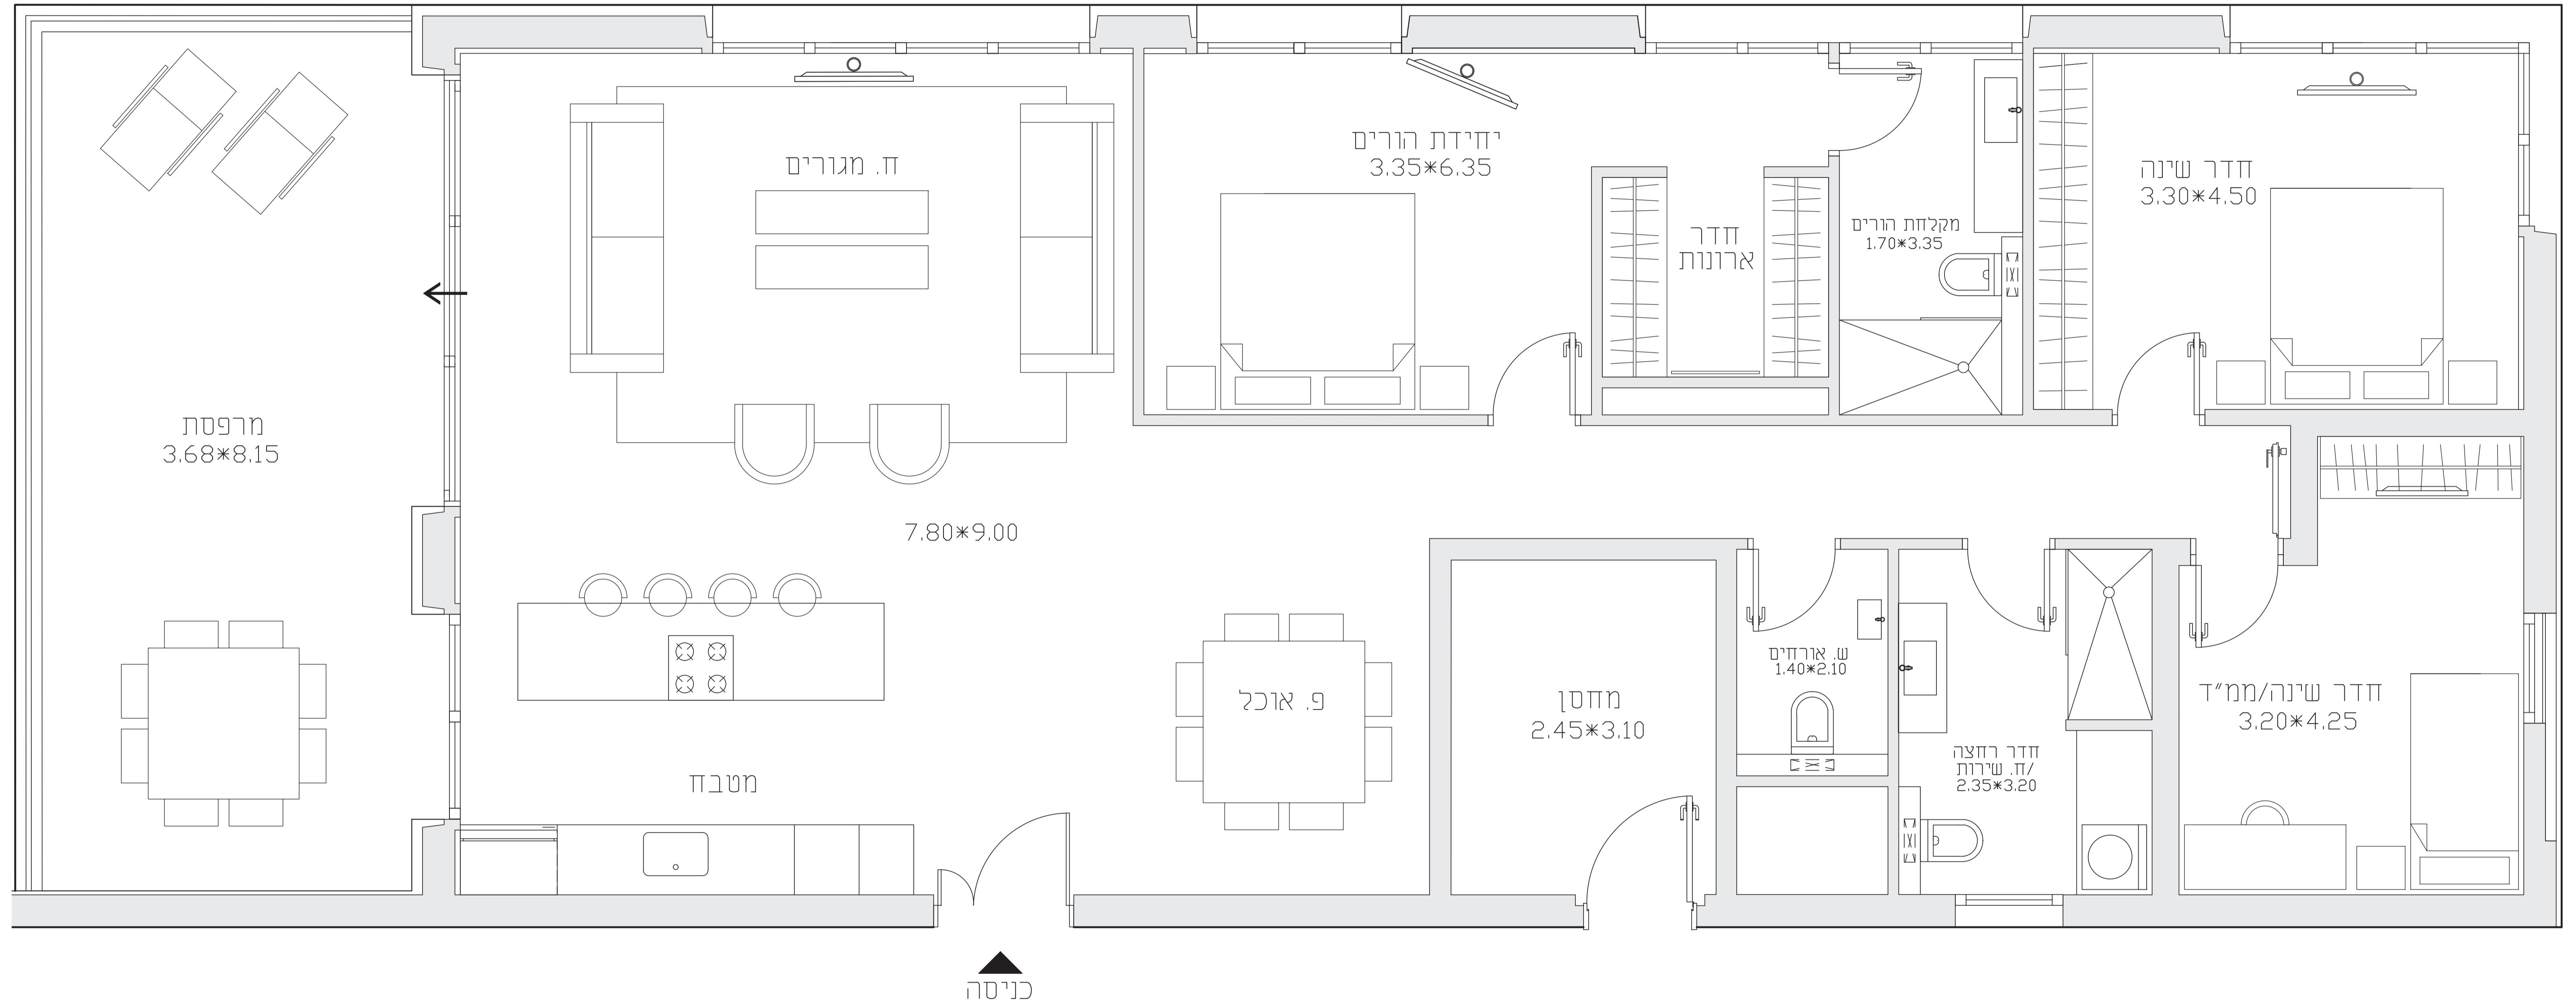 ח. מגורים
יחידת הורים
3.35*6.35
חדר שינה
3.30*4.50
מקלחת הורים
1.70*3.35
חדר
ארונות
מרפסת
3.68*8.15
7.80*9.00
ש. אורחים
1.40*2.10
חדר שינה/ממ״ד
3.20*4.25
פ. אוכל
מחסן
2.45*3.10
חדר רחצה
/ח. שירות
2.35*3.20
מטבח
כניסה